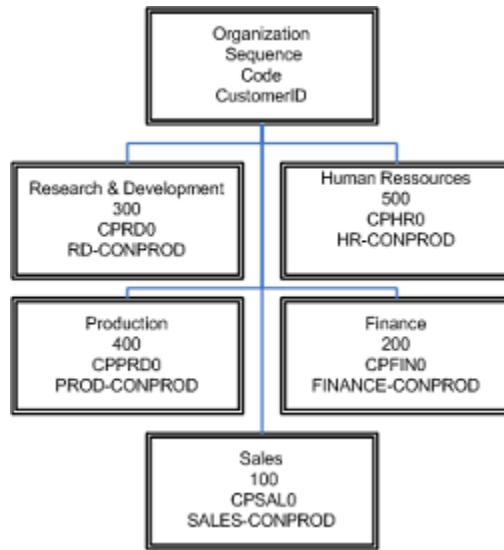 Organization
Sequence
Code
CustomerID
Research & Development
300
CPRD0
RD-CONPROD
Human Ressources
500
CPHR0
HR-CONPROD
Production
400
CPPRD0
PROD-CONPROD
Finance
200
CPFIN0
FINANCE-CONPROD
Sales
100
CPSAL0
SALES-CONPROD